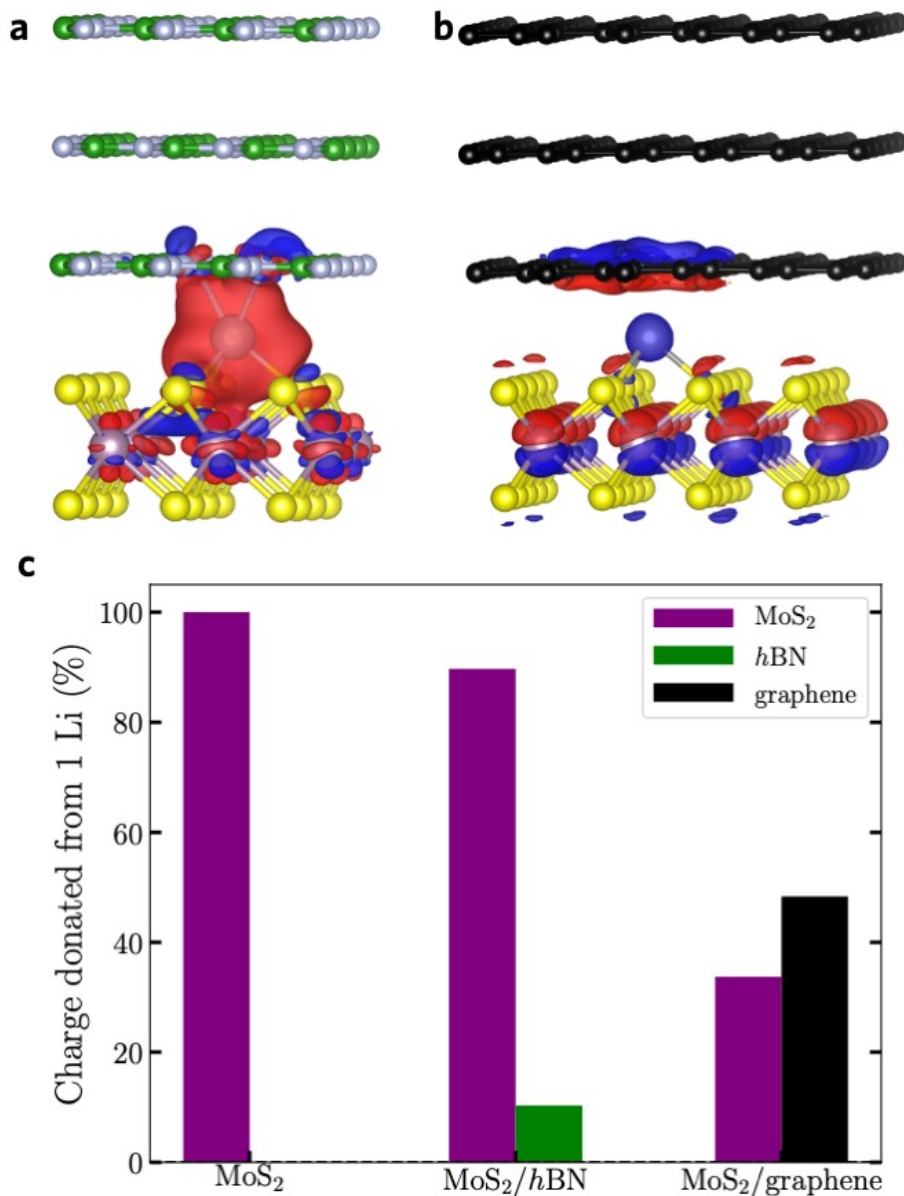 a
b
c
Charge donated from 1 Li (%)
100
80
60
40
20
0
MoS₂
hBN
graphene
MoS₂
MoS₂/hBN
MoS₂/graphene